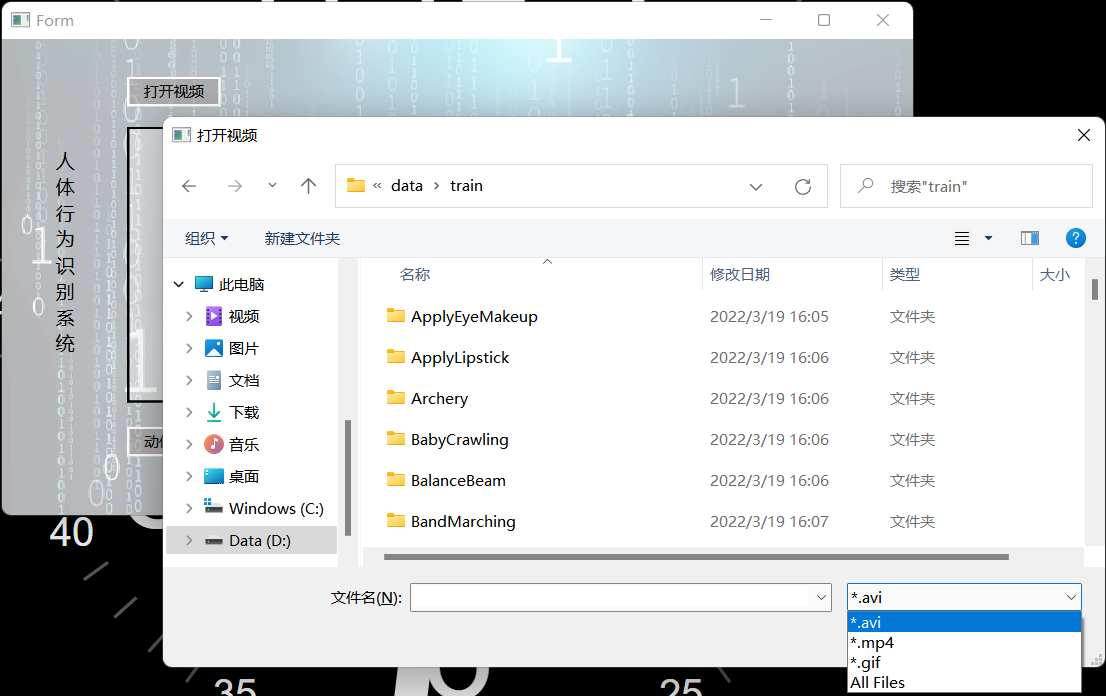 Form
打开视频
人体行为识别系统
打开视频
data
train
搜索"train"
组织
新建文件夹
名称
修改日期
类型
大小
此电脑
视频
图片
文档
下载
音乐
桌面
Windows (C:)
Data (D:)
ApplyEyeMakeup 2022/3/19 16:05 文件夹
ApplyLipstick 2022/3/19 16:06 文件夹
Archery 2022/3/19 16:06 文件夹
BabyCrawling 2022/3/19 16:06 文件夹
BalanceBeam 2022/3/19 16:06 文件夹
BandMarching 2022/3/19 16:07 文件夹
文件名(N):
*.avi
*.avi
*.mp4
*.gif
All Files
40
35
25